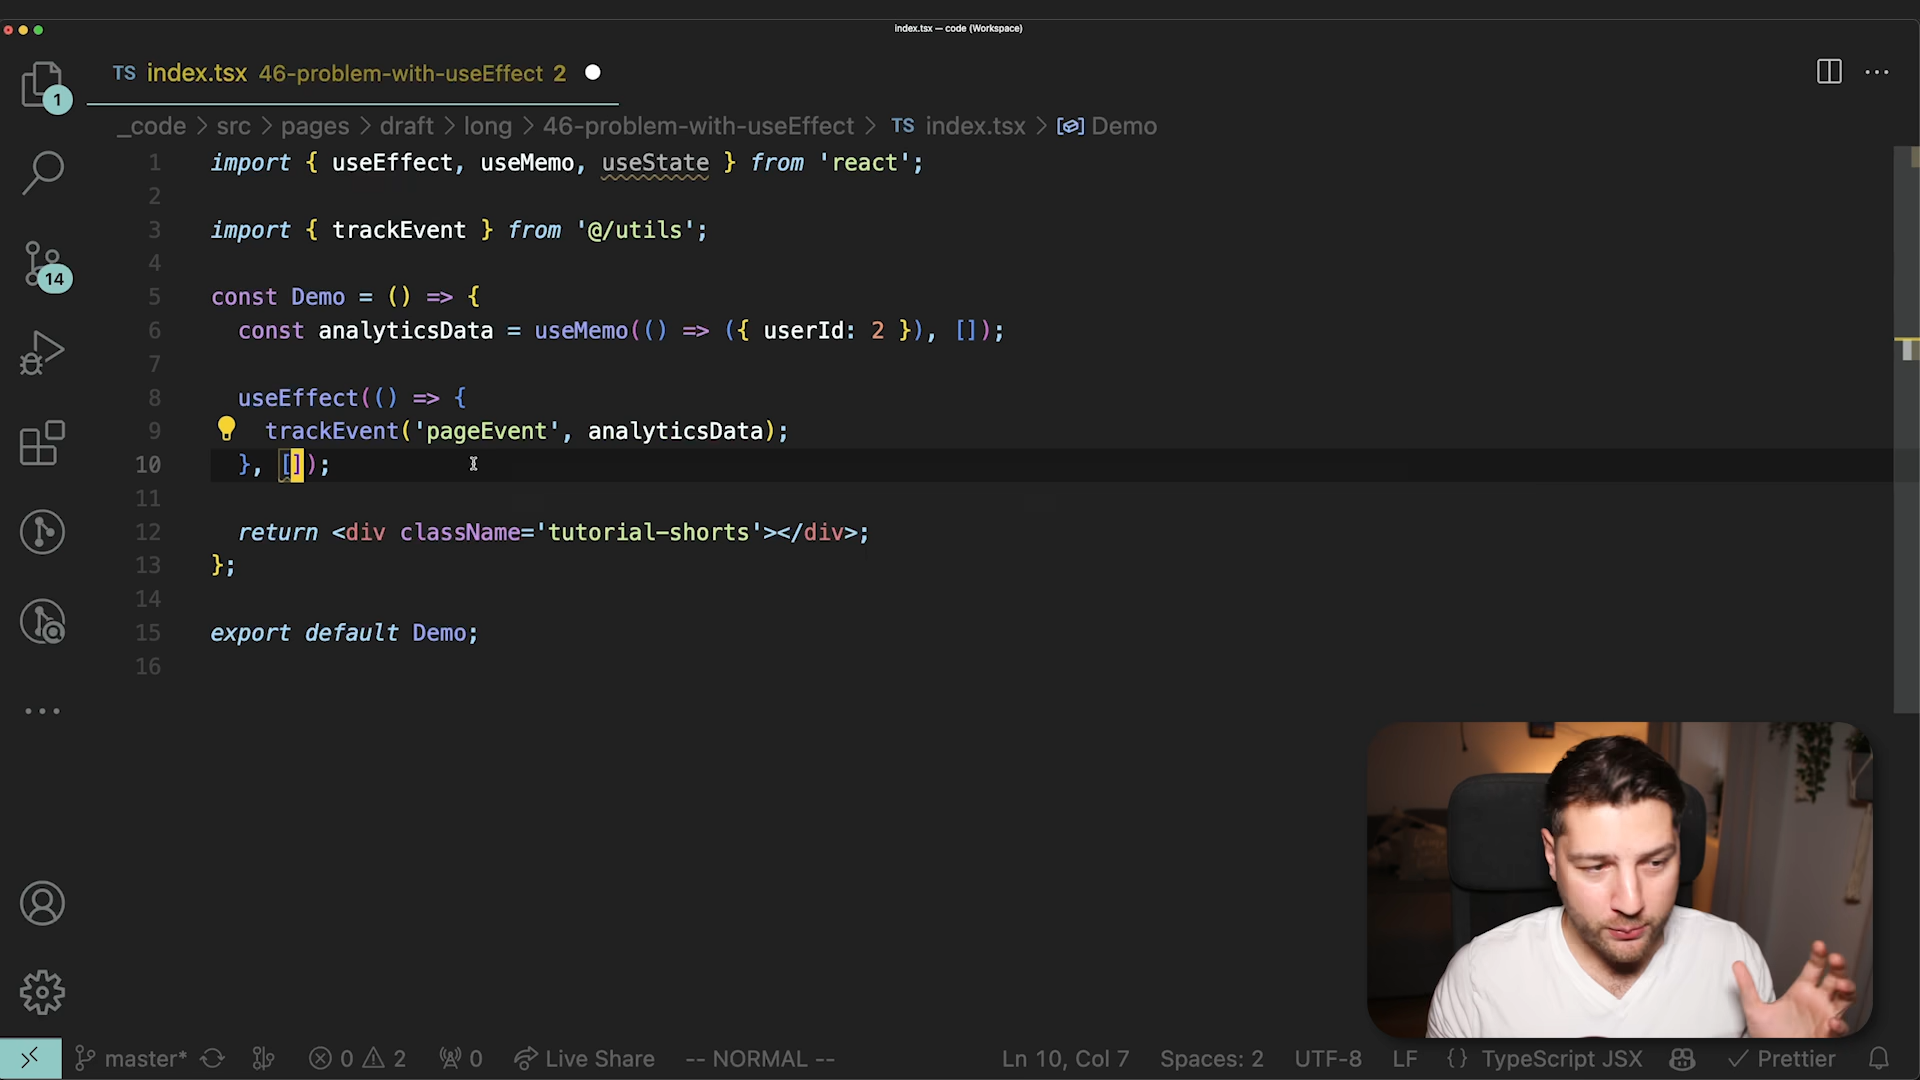 index.tsx — code (Workspace)
TS index.tsx 46-problem-with-useEffect 2
_code > src > pages > draft > long > 46-problem-with-useEffect > TS index.tsx > Demo
1
1 import { useEffect, useMemo, useState } from 'react';
2
3 import { trackEvent } from '@/utils';
4
14
5 const Demo = () => {
6 const analyticsData = useMemo(() => ({ userId: 2 }), []);
7
8 useEffect(() => {
9 trackEvent('pageEvent', analyticsData);
10 }, []);
11
12 return <div className='tutorial-shorts'></div>;
13 };
14
15 export default Demo;
16
master* 0 2 0 Live Share -- NORMAL -- Ln 10, Col 7 Spaces: 2 UTF-8 LF {} TypeScript JSX Prettier